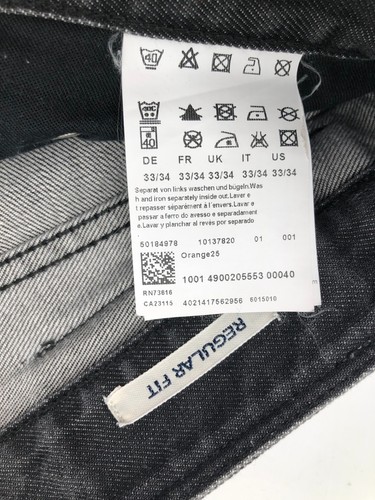 40
40C
40
DE FR UK IT US
33/34 33/34 33/34 33/34 33/34
Separat von links waschen und bügeln.Was
h and iron separately inside out.Laver e
t repasser séparément à l'envers.Lavar e
passar a ferro do avesso e separadament
e.Lavar y planchar al revés por separado
50184978 10137820 01 001
Orange25
1001 4900205553 00040
RN73616
CA23115 4021417562956 6015010
REGULAR FIT